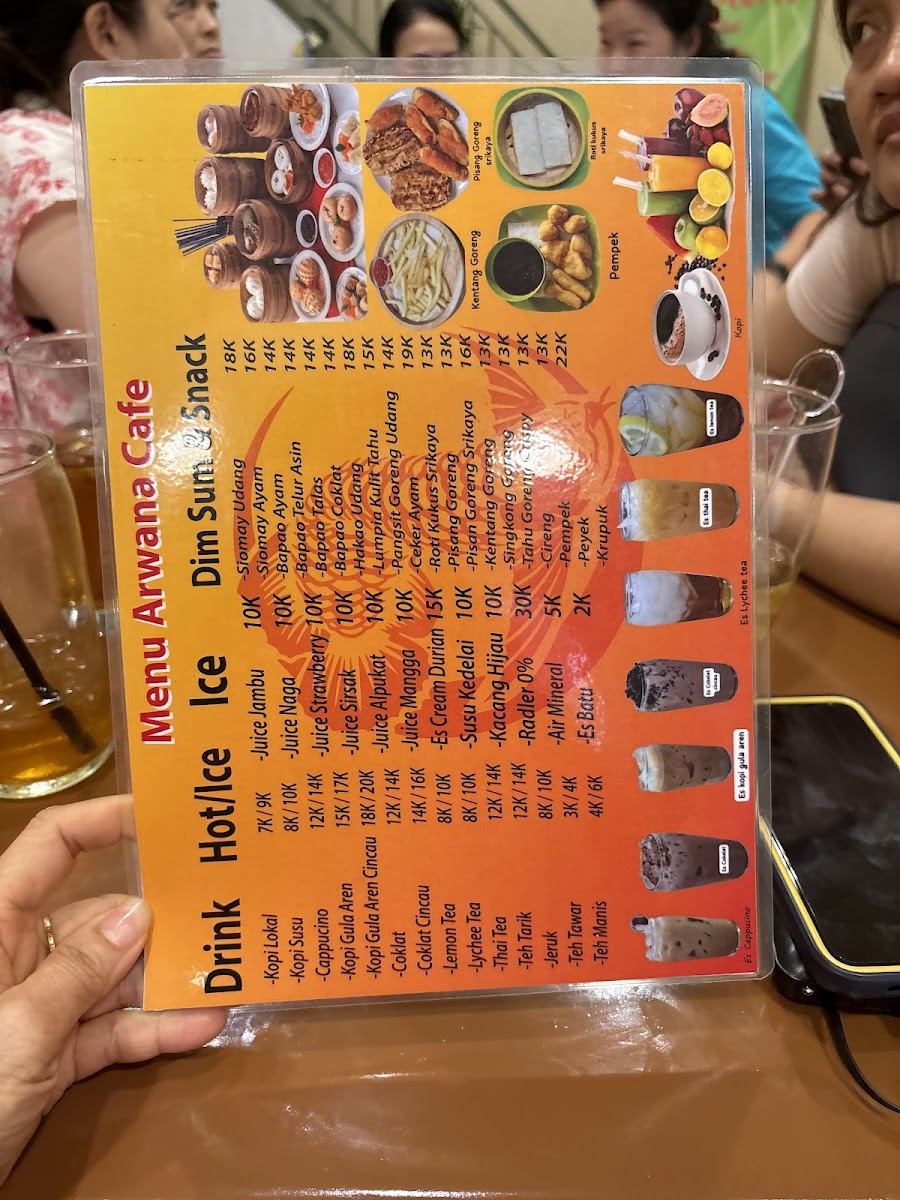 Menu Arwana Cafe
Drink Hot/Ice
-Kopi Lokal 7K/ 9K
-Kopi Susu 8K / 10K
-Cappucino 12K / 14K
-Kopi Gula Aren 15K / 17K
-Kopi Gula Aren Cincau 18K / 20K
-Coklat 12K / 14K
-Coklat Cincau 14K / 16K
-Lemon Tea 8K / 10K
-Lychee Tea 8K / 10K
-Thai Tea 12K / 14K
-Teh Tarik 12K / 14K
-Jeruk 8K / 10K
-Teh Tawar 3K / 4K
-Teh Manis 4K / 6K
Ice
-Juice Jambu 10K
-Juice Naga 10K
-Juice Strawberry 10K
-Juice Sirsak 10K
-Juice Alpukat 10K
-Juice Mangga 10K
-Es Cream Durian 15K
-Susu Kedelai 10K
-Kacang Hijau 10K
-Radler 0% 30K
-Air Mineral 5K
-Es Batu 2K
Dim Sum & Snack
-Siomay Udang 18K
-Siomay Ayam 16K
-Bapao Ayam 14K
-Bapao Telur Asin 14K
-Bapao Talas 14K
-Bapao Coklat 14K
-Hakao Udang 18K
-Lumpia Kulit Tahu 15K
-Pangsit Goreng Udang 14K
-Ceker Ayam 19K
-Roti Kukus Srikaya 13K
-Pisang Goreng 13K
-Pisan Goreng Srikaya 16K
-Kentang Goreng 13K
-Singkong Goreng 13K
-Tahu Goreng Crispy 13K
-Cireng 13K
-Pempek 22K
-Peyek
-Krupuk
Pisang Goreng
srikaya
Roti kukus
srikaya
Kentang Goreng
Pempek
Es Cappucino
Es Cokelat
Es kopi gula aren
Es Cokelat
cincau
Es Lychee tea
Es thai tea
Es lemon tea
Kopi